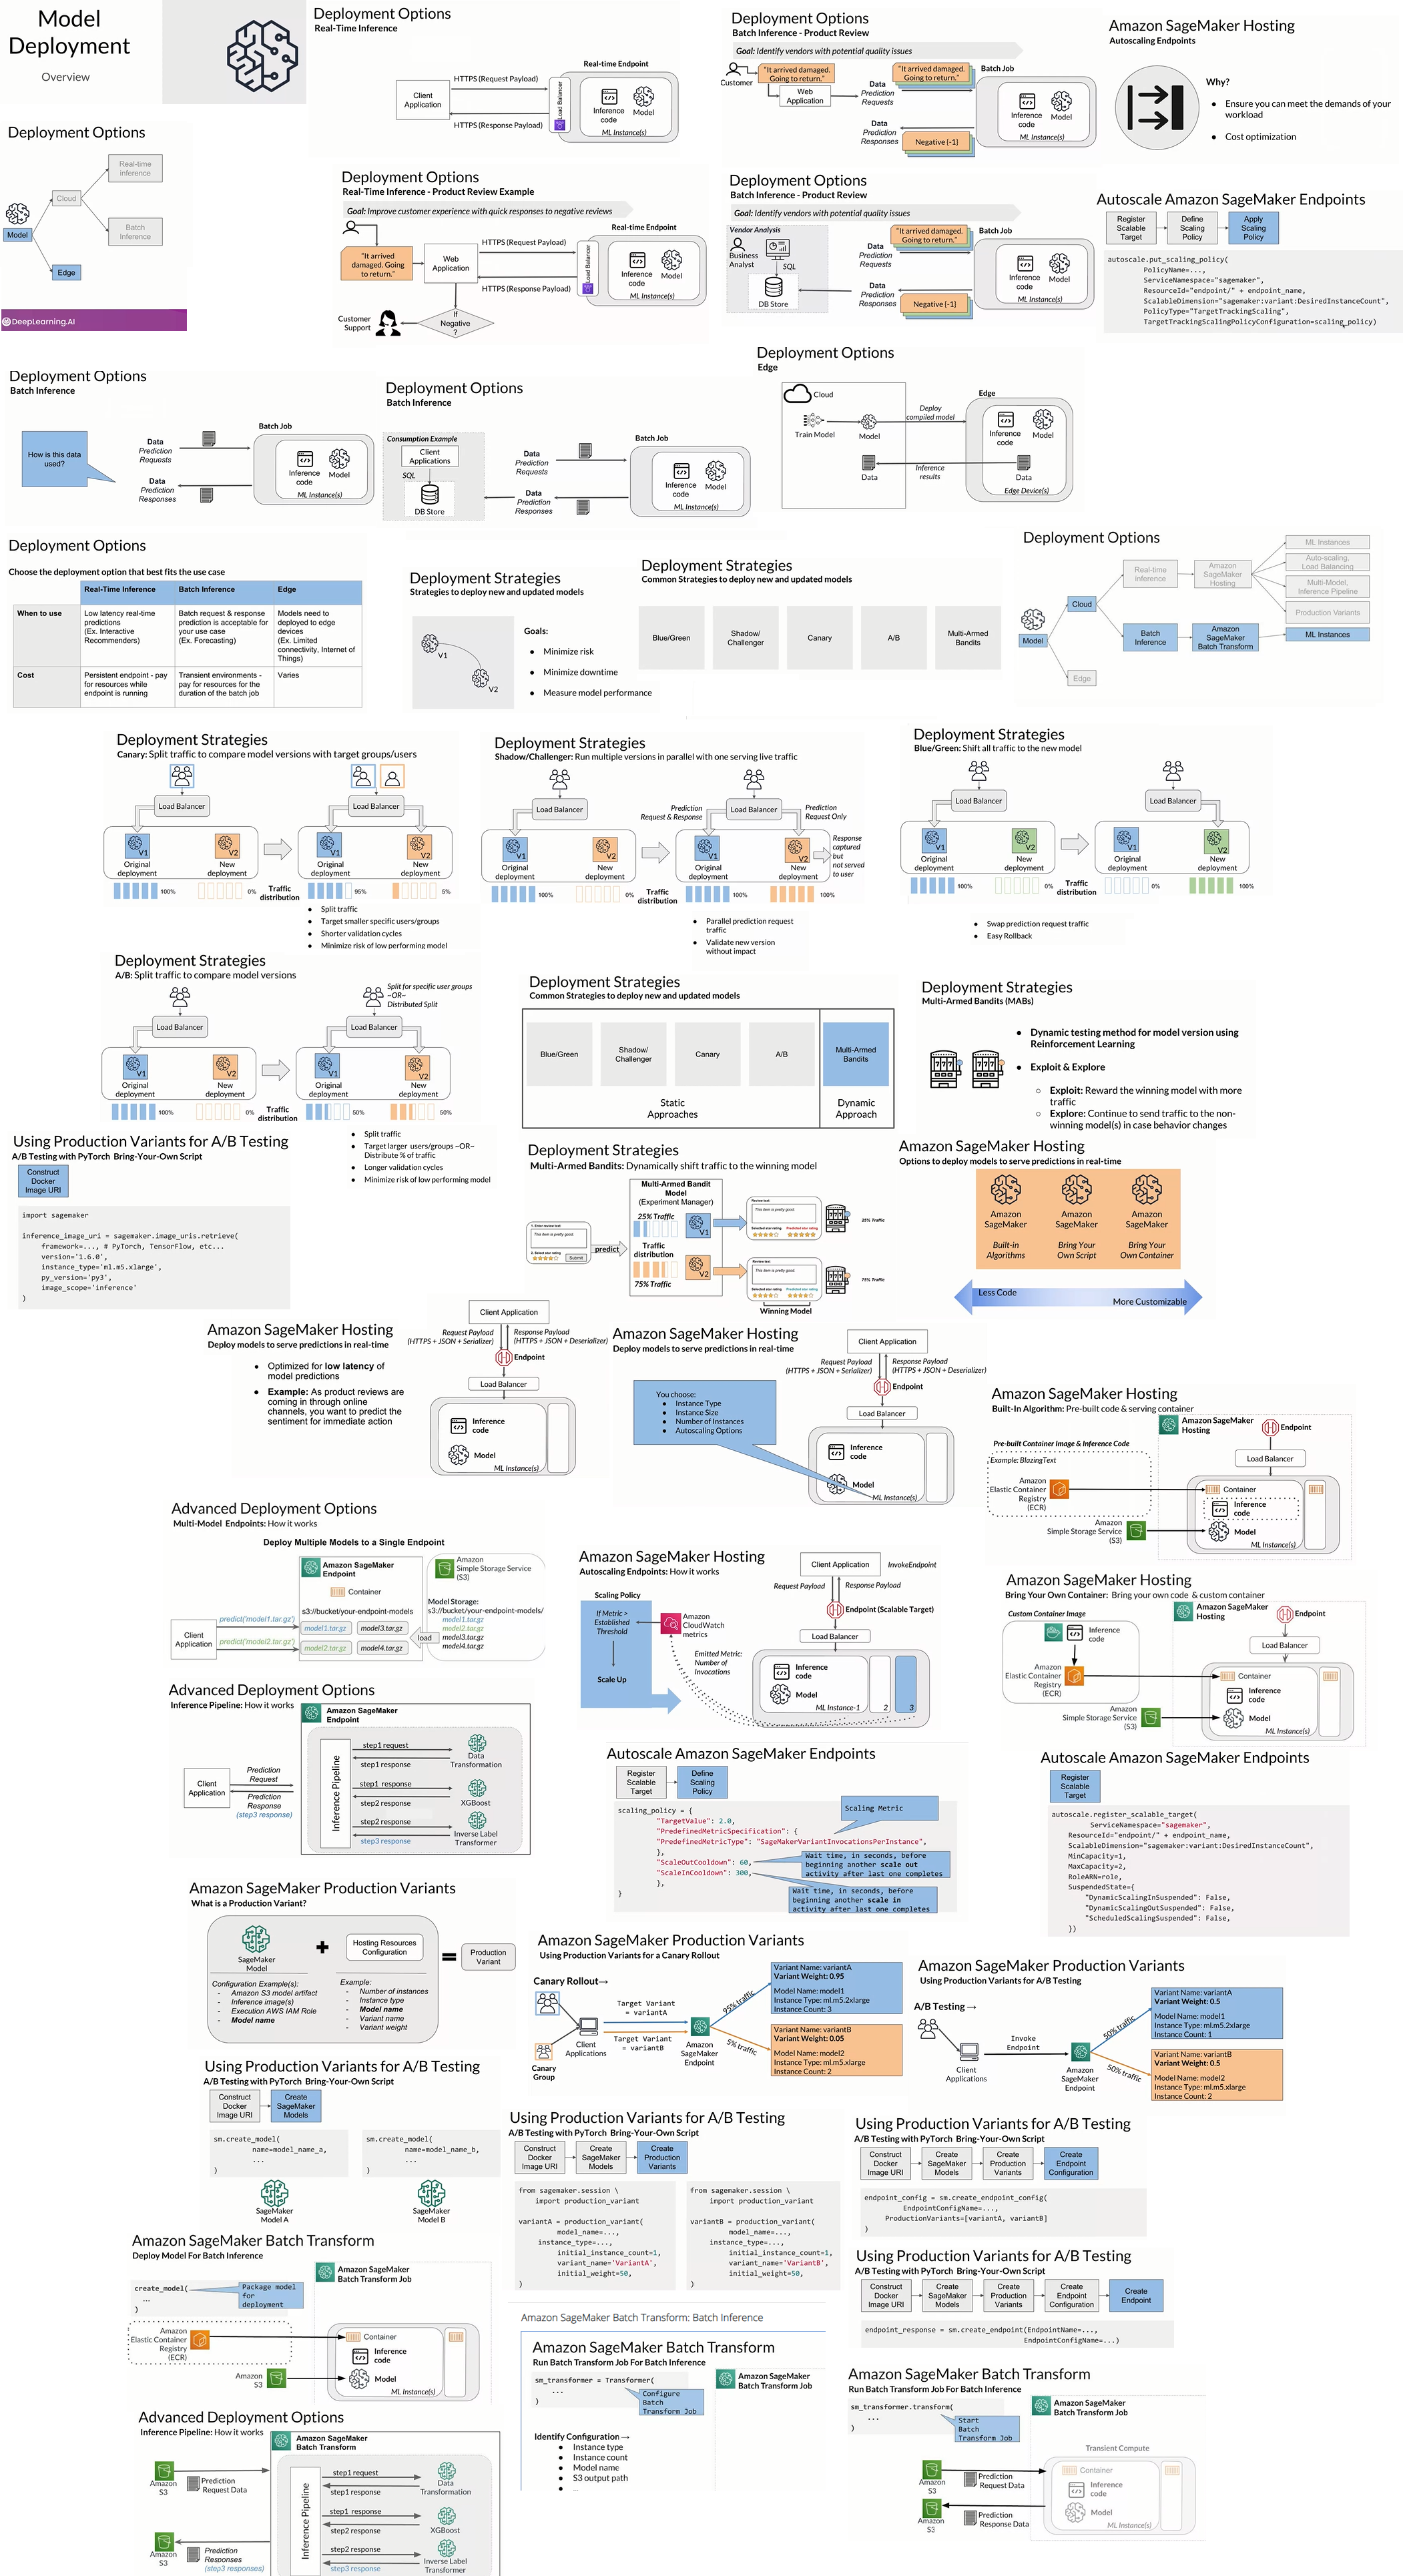 Model
Deployment
Overview
Deployment Options
Real-Time Inference
Client
Application
HTTPS (Request Payload)
HTTPS (Response Payload)
Load Balancer
Real-time Endpoint
Inference
code
Model
ML Instance(s)
Deployment Options
Batch Inference - Product Review
Goal: Identify vendors with potential quality issues
Customer
"It arrived damaged.
Going to return."
Web
Application
Data
Prediction
Requests
"It arrived damaged.
Going to return."
Batch Job
Inference
code
Model
ML Instance(s)
Data
Prediction
Responses
Negative [-1]
Amazon SageMaker Hosting
Autoscaling Endpoints
Why?
● Ensure you can meet the demands of your
workload
● Cost optimization
Deployment Options
Real-time
inference
Cloud
Batch
Inference
Model
Edge
DeepLearning.AI
Deployment Options
Real-Time Inference - Product Review Example
Goal: Improve customer experience with quick responses to negative reviews
"It arrived
damaged. Going
to return."
Web
Application
HTTPS (Request Payload)
HTTPS (Response Payload)
Load Balancer
Real-time Endpoint
Inference
code
Model
ML Instance(s)
Customer
Support
If
Negative
?
Deployment Options
Batch Inference - Product Review
Goal: Identify vendors with potential quality issues
Vendor Analysis
Business
Analyst
SQL
DB Store
Data
Prediction
Requests
"It arrived damaged.
Going to return."
Batch Job
Inference
code
Model
ML Instance(s)
Data
Prediction
Responses
Negative [-1]
Autoscale Amazon SageMaker Endpoints
Register
Scalable
Target
Define
Scaling
Policy
Apply
Scaling
Policy
autoscale.put_scaling_policy(
PolicyName=...,
ServiceNamespace="sagemaker",
ResourceId="endpoint/" + endpoint_name,
ScalableDimension="sagemaker:variant:DesiredInstanceCount",
PolicyType="TargetTrackingScaling",
TargetTrackingScalingPolicyConfiguration=scaling_policy)
Deployment Options
Batch Inference
How is this data
used?
Data
Prediction
Requests
Data
Prediction
Responses
Batch Job
Inference
code
Model
ML Instance(s)
Deployment Options
Batch Inference
Consumption Example
Client
Applications
SQL
DB Store
Data
Prediction
Requests
Data
Prediction
Responses
Batch Job
Inference
code
Model
ML Instance(s)
Deployment Options
Edge
Cloud
Train Model
Model
Deploy
compiled model
Edge
Inference
code
Model
Data
Inference
results
Data
Edge Device(s)
Deployment Options
Choose the deployment option that best fits the use case
Real-Time Inference
Batch Inference
Edge
When to use
Low latency real-time
predictions
(Ex. Interactive
Recommenders)
Batch request & response
prediction is acceptable for
your use case
(Ex. Forecasting)
Models need to
deployed to edge
devices
(Ex. Limited
connectivity, Internet of
Things)
Cost
Persistent endpoint - pay
for resources while
endpoint is running
Transient environments -
pay for resources for the
duration of the batch job
Varies
Deployment Strategies
Strategies to deploy new and updated models
V1
V2
Goals:
● Minimize risk
● Minimize downtime
● Measure model performance
Deployment Strategies
Common Strategies to deploy new and updated models
Blue/Green
Shadow/
Challenger
Canary
A/B
Multi-Armed
Bandits
Deployment Options
Model
Cloud
Edge
Real-time
inference
Batch
Inference
Amazon
SageMaker
Hosting
Amazon
SageMaker
Batch Transform
ML Instances
Auto-scaling,
Load Balancing
Multi-Model,
Inference Pipeline
Production Variants
ML Instances
Deployment Strategies
Canary: Split traffic to compare model versions with target groups/users
Load Balancer
V1
V2
Original
deployment
New
deployment
100%
0%
Traffic
distribution
Load Balancer
V1
V2
Original
deployment
New
deployment
95%
5%
● Split traffic
● Target smaller specific users/groups
● Shorter validation cycles
● Minimize risk of low performing model
Deployment Strategies
Shadow/Challenger: Run multiple versions in parallel with one serving live traffic
Load Balancer
V1
V2
Original
deployment
New
deployment
100%
0%
Traffic
distribution
Prediction
Request & Response
Load Balancer
Prediction
Request Only
V1
V2
Response
captured
but
not served
to user
Original
deployment
New
deployment
100%
100%
● Parallel prediction request
traffic
● Validate new version
without impact
Deployment Strategies
Blue/Green: Shift all traffic to the new model
Load Balancer
V1
V2
Original
deployment
New
deployment
100%
0%
Traffic
distribution
Load Balancer
V1
V2
Original
deployment
New
deployment
0%
100%
● Swap prediction request traffic
● Easy Rollback
Deployment Strategies
A/B: Split traffic to compare model versions
Load Balancer
V1
V2
Original
deployment
New
deployment
100%
0%
Traffic
distribution
Split for specific user groups
~OR~
Distributed Split
Load Balancer
V1
V2
Original
deployment
New
deployment
50%
50%
● Split traffic
● Target larger users/groups ~OR~
Distribute % of traffic
● Longer validation cycles
● Minimize risk of low performing model
Deployment Strategies
Common Strategies to deploy new and updated models
Blue/Green
Shadow/
Challenger
Canary
A/B
Multi-Armed
Bandits
Static
Approaches
Dynamic
Approach
Deployment Strategies
Multi-Armed Bandits (MABs)
● Dynamic testing method for model version using
Reinforcement Learning
● Exploit & Explore
○ Exploit: Reward the winning model with more
traffic
○ Explore: Continue to send traffic to the non-
winning model(s) in case behavior changes
Using Production Variants for A/B Testing
A/B Testing with PyTorch Bring-Your-Own Script
Construct
Docker
Image URI
import sagemaker
inference_image_uri = sagemaker.image_uris.retrieve(
framework=..., # PyTorch, TensorFlow, etc...
version='1.6.0',
instance_type='ml.m5.xlarge',
py_version='py3',
image_scope='inference'
)
Deployment Strategies
Multi-Armed Bandits: Dynamically shift traffic to the winning model
Multi-Armed Bandit
Model
(Experiment Manager)
25% Traffic
Traffic
distribution
75% Traffic
V1
V2
predict
Submit
Winning Model
25% Traffic
75% Traffic
Amazon SageMaker Hosting
Options to deploy models to serve predictions in real-time
Amazon
SageMaker
Built-in
Algorithms
Amazon
SageMaker
Bring Your
Own Script
Amazon
SageMaker
Bring Your
Own Container
Less Code
More Customizable
Amazon SageMaker Hosting
Deploy models to serve predictions in real-time
● Optimized for low latency of
model predictions
● Example: As product reviews are
coming in through online
channels, you want to predict the
sentiment for immediate action
Client Application
Request Payload
(HTTPS + JSON + Serializer)
Response Payload
(HTTPS + JSON + Deserializer)
Endpoint
Load Balancer
Inference
code
Model
ML Instance(s)
Amazon SageMaker Hosting
Deploy models to serve predictions in real-time
You choose:
● Instance Type
● Instance Size
● Number of Instances
● Autoscaling Options
Client Application
Request Payload
(HTTPS + JSON + Serializer)
Response Payload
(HTTPS + JSON + Deserializer)
Endpoint
Load Balancer
Inference
code
Model
ML Instance(s)
Amazon SageMaker Hosting
Built-In Algorithm: Pre-built code & serving container
Pre-built Container Image & Inference Code
Example: BlazingText
Amazon
Elastic Container
Registry
(ECR)
Amazon
Simple Storage Service
(S3)
Amazon SageMaker
Hosting
Endpoint
Load Balancer
Container
Inference
code
Model
ML Instance(s)
Advanced Deployment Options
Multi-Model Endpoints: How it works
Deploy Multiple Models to a Single Endpoint
Client
Application
predict('model1.tar.gz')
predict('model2.tar.gz')
Amazon SageMaker
Endpoint
Container
s3://bucket/your-endpoint-models
model1.tar.gz
model3.tar.gz
model2.tar.gz
model4.tar.gz
load
Amazon
Simple Storage Service
(S3)
Model Storage:
s3://bucket/your-endpoint-models/
model1.tar.gz
model2.tar.gz
model3.tar.gz
model4.tar.gz
Amazon SageMaker Hosting
Autoscaling Endpoints: How it works
Scaling Policy
If Metric >
Established
Threshold
Scale Up
Amazon
CloudWatch
metrics
Emitted Metric:
Number of
Invocations
Client Application
InvokeEndpoint
Request Payload
Response Payload
Endpoint (Scalable Target)
Load Balancer
Inference
code
Model
ML Instance-1
2
3
Amazon SageMaker Hosting
Bring Your Own Container: Bring your own code & custom container
Custom Container Image
Inference
code
Amazon
Elastic Container
Registry
(ECR)
Amazon
Simple Storage Service
(S3)
Amazon SageMaker
Hosting
Endpoint
Load Balancer
Container
Inference
code
Model
ML Instance(s)
Advanced Deployment Options
Inference Pipeline: How it works
Client
Application
Prediction
Request
Prediction
Response
(step3 response)
Amazon SageMaker
Endpoint
Inference Pipeline
step1 request
step1 response
Data
Transformation
step1 response
step2 response
XGBoost
step2 response
step3 response
Inverse Label
Transformer
Autoscale Amazon SageMaker Endpoints
Register
Scalable
Target
Define
Scaling
Policy
scaling_policy = {
"TargetValue": 2.0,
"PredefinedMetricSpecification": {
"PredefinedMetricType": "SageMakerVariantInvocationsPerInstance",
},
"ScaleOutCooldown": 60,
"ScaleInCooldown": 300,
},
}
Scaling Metric
Wait time, in seconds, before
beginning another scale out
activity after last one completes
Wait time, in seconds, before
beginning another scale in
activity after last one completes
Autoscale Amazon SageMaker Endpoints
Register
Scalable
Target
autoscale.register_scalable_target(
ServiceNamespace="sagemaker",
ResourceId="endpoint/" + endpoint_name,
ScalableDimension="sagemaker:variant:DesiredInstanceCount",
MinCapacity=1,
MaxCapacity=2,
RoleARN=role,
SuspendedState={
"DynamicScalingInSuspended": False,
"DynamicScalingOutSuspended": False,
"ScheduledScalingSuspended": False,
})
Amazon SageMaker Production Variants
What is a Production Variant?
SageMaker
Model
+
Hosting Resources
Configuration
=
Production
Variant
Configuration Example(s):
- Amazon S3 model artifact
- Inference image(s)
- Execution AWS IAM Role
- Model name
Example:
- Number of instances
- Instance type
- Model name
- Variant name
- Variant weight
Amazon SageMaker Production Variants
Using Production Variants for a Canary Rollout
Canary Rollout→
Canary
Group
Client
Applications
Target Variant
= variantA
Target Variant
= variantB
Amazon
SageMaker
Endpoint
95% traffic
5% traffic
Variant Name: variantA
Variant Weight: 0.95
Model Name: model1
Instance Type: ml.m5.2xlarge
Instance Count: 3
Variant Name: variantB
Variant Weight: 0.05
Model Name: model2
Instance Type: ml.m5.xlarge
Instance Count: 2
Amazon SageMaker Production Variants
Using Production Variants for A/B Testing
A/B Testing →
Client
Applications
Invoke
Endpoint
Amazon
SageMaker
Endpoint
50% traffic
50% traffic
Variant Name: variantA
Variant Weight: 0.5
Model Name: model1
Instance Type: ml.m5.2xlarge
Instance Count: 1
Variant Name: variantB
Variant Weight: 0.5
Model Name: model2
Instance Type: ml.m5.xlarge
Instance Count: 2
Using Production Variants for A/B Testing
A/B Testing with PyTorch Bring-Your-Own Script
Construct
Docker
Image URI
Create
SageMaker
Models
sm.create_model(
name=model_name_a,
...
)
sm.create_model(
name=model_name_b,
...
)
SageMaker
Model A
SageMaker
Model B
Using Production Variants for A/B Testing
A/B Testing with PyTorch Bring-Your-Own Script
Construct
Docker
Image URI
Create
SageMaker
Models
Create
Production
Variants
from sagemaker.session \
import production_variant
variantA = production_variant(
model_name=...,
instance_type=...,
initial_instance_count=1,
variant_name='VariantA',
initial_weight=50,
)
from sagemaker.session \
import production_variant
variantB = production_variant(
model_name=...,
instance_type=...,
initial_instance_count=1,
variant_name='VariantB',
initial_weight=50,
)
Using Production Variants for A/B Testing
A/B Testing with PyTorch Bring-Your-Own Script
Construct
Docker
Image URI
Create
SageMaker
Models
Create
Production
Variants
Create
Endpoint
Configuration
endpoint_config = sm.create_endpoint_config(
EndpointConfigName=...,
ProductionVariants=[variantA, variantB]
)
Using Production Variants for A/B Testing
A/B Testing with PyTorch Bring-Your-Own Script
Construct
Docker
Image URI
Create
SageMaker
Models
Create
Production
Variants
Create
Endpoint
Configuration
Create
Endpoint
endpoint_response = sm.create_endpoint(EndpointName=...,
EndpointConfigName=...)
Amazon SageMaker Batch Transform
Deploy Model For Batch Inference
create_model(
...
)
Package model
for
deployment
Amazon
Elastic Container
Registry
(ECR)
Amazon
S3
Amazon SageMaker
Batch Transform Job
Container
Inference
code
Model
ML Instance(s)
Amazon SageMaker Batch Transform: Batch Inference
Amazon SageMaker Batch Transform
Run Batch Transform Job For Batch Inference
sm_transformer = Transformer(
...
)
Configure
Batch
Transform Job
Amazon SageMaker
Batch Transform Job
Identify Configuration →
● Instance type
● Instance count
● Model name
● S3 output path
● ...
Amazon SageMaker Batch Transform
Run Batch Transform Job For Batch Inference
sm_transformer.transform(
...
)
Start
Batch
Transform Job
Amazon SageMaker
Batch Transform Job
Transient Compute
Amazon
S3
Prediction
Request Data
Amazon
S3
Prediction
Response Data
Container
Inference
code
Model
ML Instance(s)
Advanced Deployment Options
Inference Pipeline: How it works
Amazon SageMaker
Batch Transform
Amazon
S3
Prediction
Request Data
Amazon
S3
Prediction
Responses
(step3 responses)
Inference Pipeline
step1 request
step1 response
Data
Transformation
step1 response
step2 response
XGBoost
step2 response
step3 response
Inverse Label
Transformer